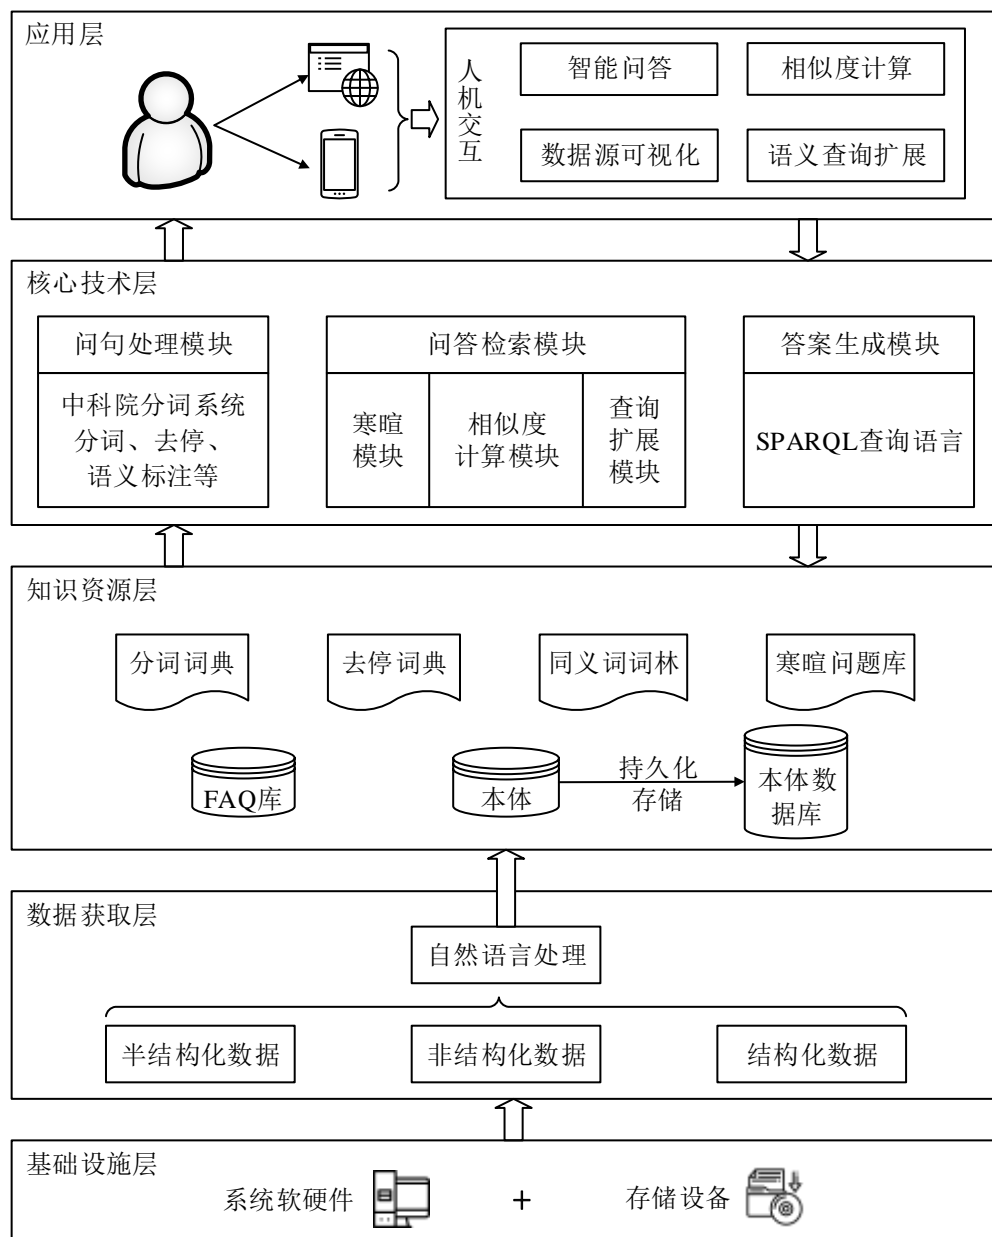 应用层
人机交互
智能问答
相似度计算
数据源可视化
语义查询扩展
核心技术层
问句处理模块
中科院分词系统
分词、去停、
语义标注等
问答检索模块
寒暄
模块
相似度
计算模块
查询
扩展
模块
答案生成模块
SPARQL查询语言
知识资源层
分词词典
去停词典
同义词词林
寒暄问题库
FAQ库
本体
持久化
存储
本体数
据库
数据获取层
自然语言处理
半结构化数据
非结构化数据
结构化数据
基础设施层
系统软硬件
+
存储设备